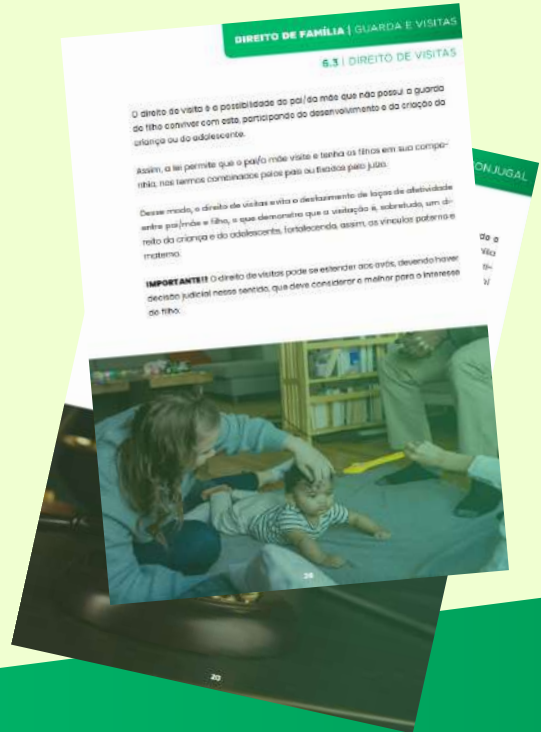 DIREITO DE FAMÍLIA | GUARDA E VISITAS
6.3 | DIREITO DE VISITAS
O direito de visita é a possibilidade do pai/da mãe que não possui a guarda
do filho conviver com este, participando do desenvolvimento e da criação da
criança ou do adolescente.
Assim, a lei permite que o pai/a mãe visite e tenha os filhos em sua compa-
nhia, nos termos combinados pelos pais ou fixados pelo juízo.
Desse modo, o direito de visitas evita o desfazimento de laços de afetividade
entre pai/mãe e filho, o que demonstra que a visitação é, sobretudo, um di-
reito da criança e do adolescente, fortalecendo, assim, os vínculos paterno e
materno.
IMPORTANTE!! O direito de visitas pode se estender aos avós, devendo haver
decisão judicial nesse sentido, que deve considerar o melhor para o interesse
do filho.
ONJUGAL
20